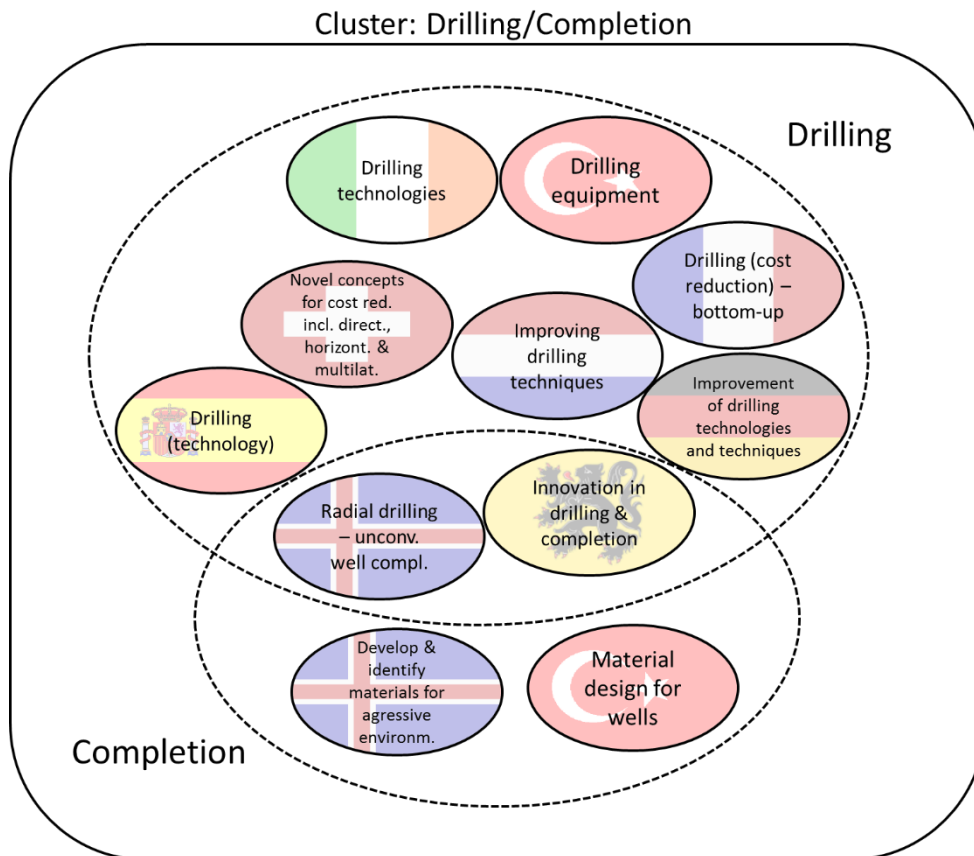 Cluster: Drilling/Completion
Drilling
Drilling
technologies
Drilling
equipment
Drilling (cost
reduction) –
bottom-up
Novel concepts
for cost red.
incl. direct.,
horizont. &
multilat.
Improving
drilling
techniques
Improvement
of drilling
technologies
and techniques
Drilling
(technology)
Radial drilling
– unconv.
well compl.
Innovation in
drilling &
completion
Develop &
identify
materials for
agressive
environm.
Material
design for
wells
Completion